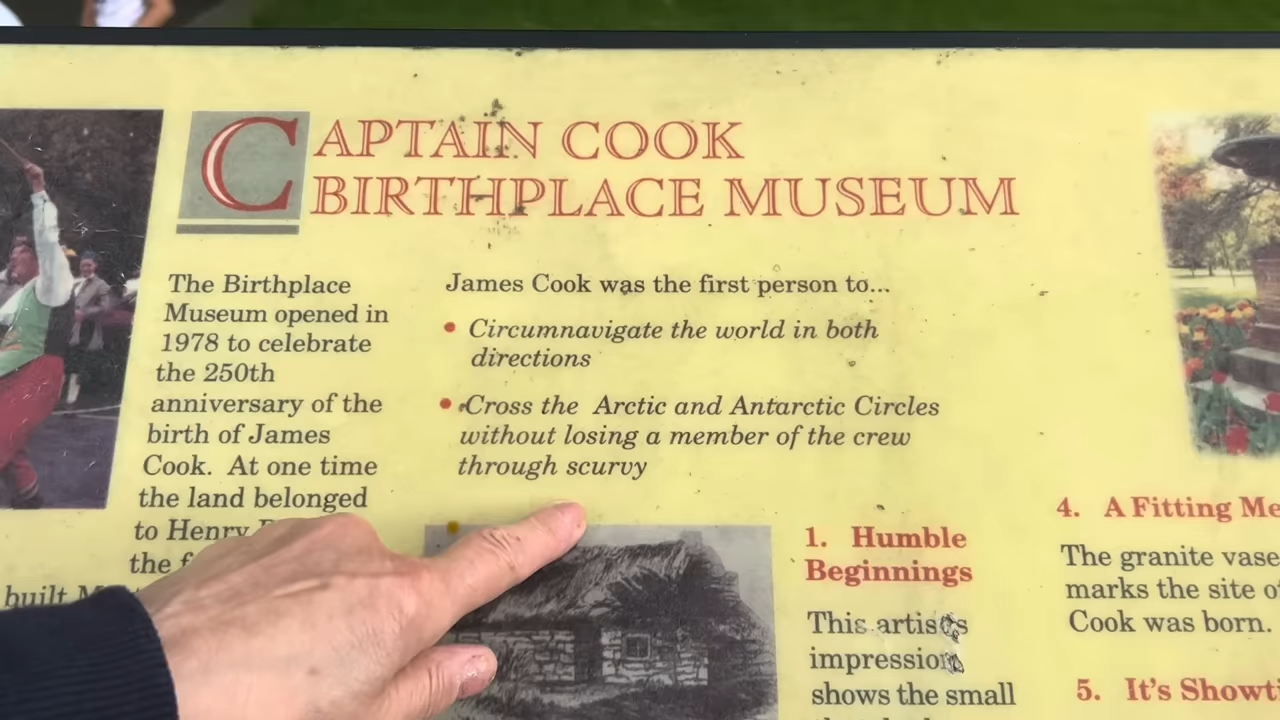 CAPTAIN COOK
BIRTHPLACE MUSEUM
The Birthplace
Museum opened in
1978 to celebrate
the 250th
anniversary of the
birth of James
Cook. At one time
the land belonged
to Henry
the
built
James Cook was the first person to...
• Circumnavigate the world in both
directions
• Cross the Arctic and Antarctic Circles
without losing a member of the crew
through scurvy
1. Humble
Beginnings
This artists
impression
shows the small
4. A Fitting
The granite vase
marks the site
Cook was born.
5. It's